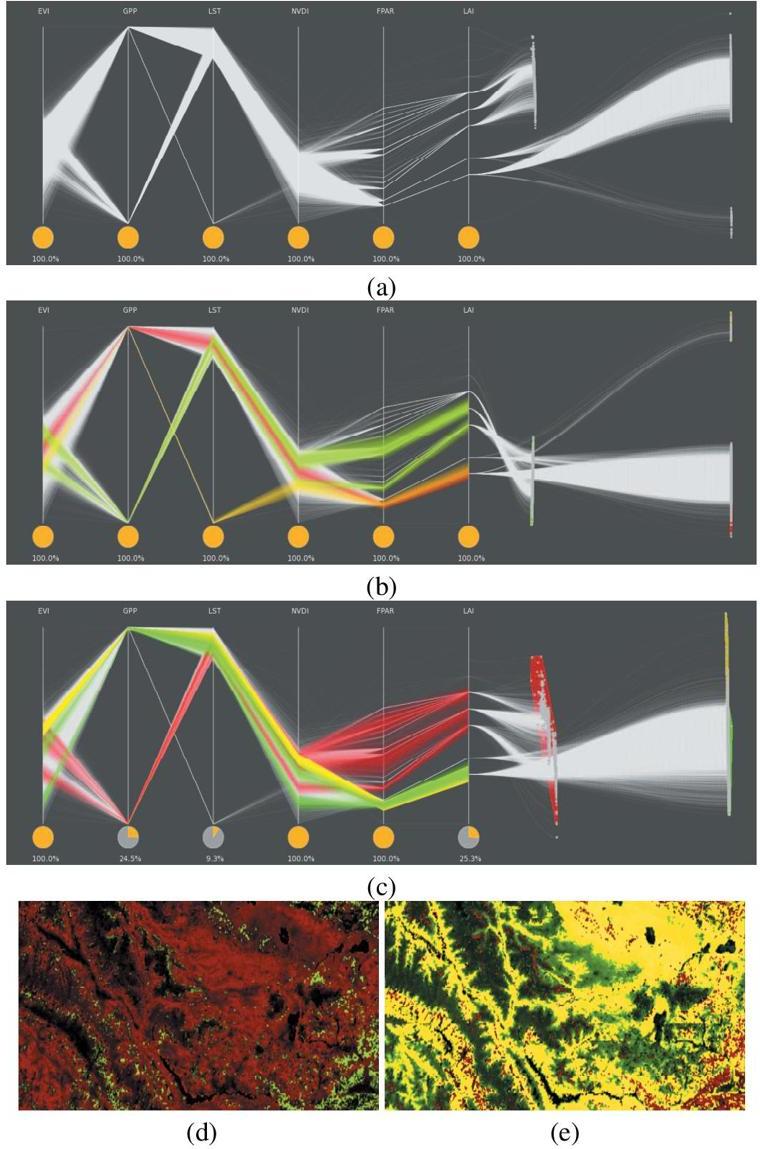 EVI GPP LST NVDI FPAR LAI
100.0% 100.0% 100.0% 100.0% 100.0% 100.0%
(a)
EVI GPP LST NVDI FPAR LAI
100.0% 100.0% 100.0% 100.0% 100.0% 100.0%
(b)
EVI GPP LST NVDI FPAR LAI
100.0% 24.5% 9.3% 100.0% 100.0% 25.3%
(c)
(d) (e)